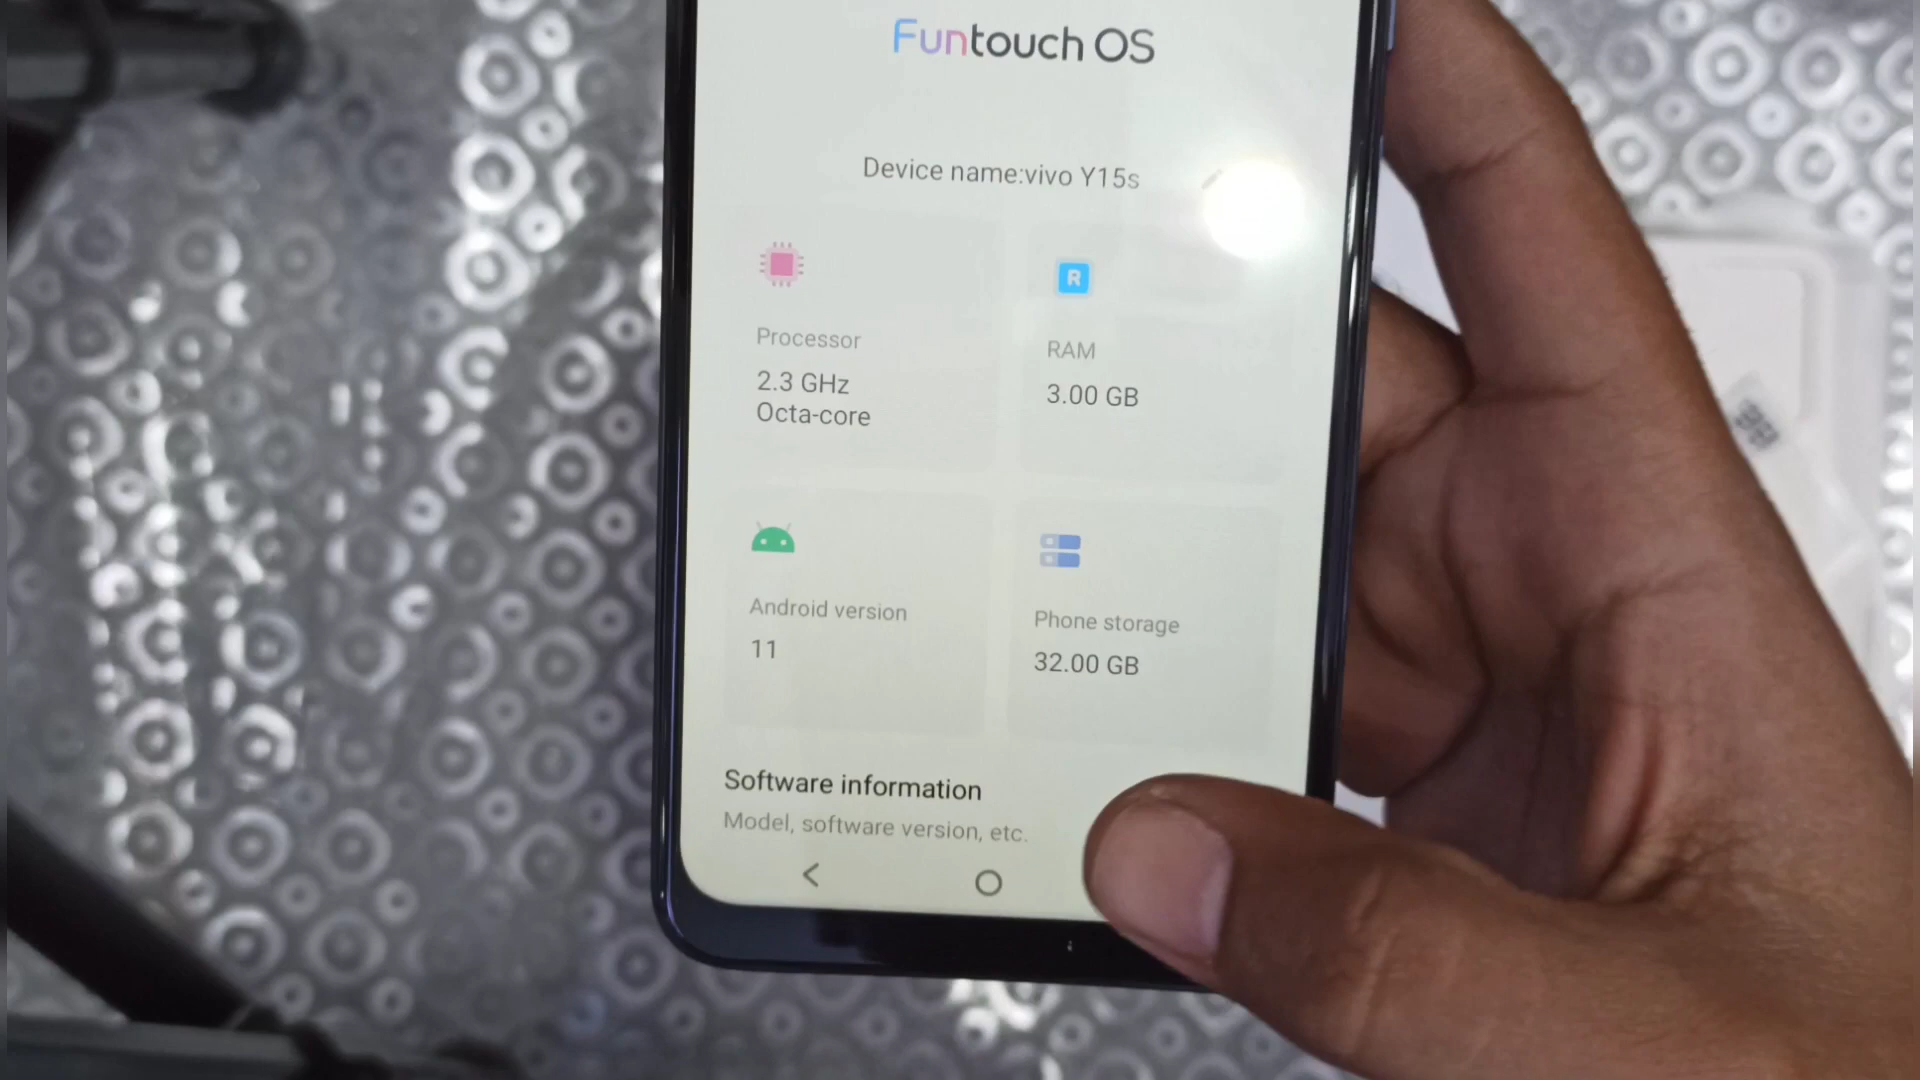 Funtouch OS
Device name:vivo Y15s
Processor
2.3 GHz
Octa-core
R
RAM
3.00 GB
Android version
11
Phone storage
32.00 GB
Software information
Model, software version, etc.